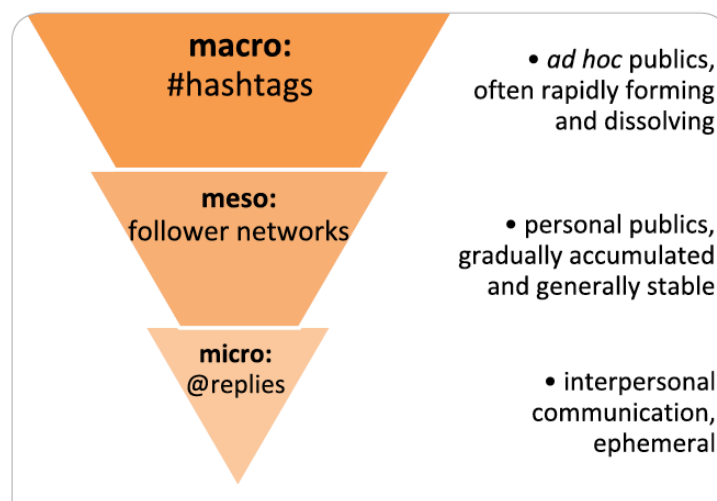 macro:
#hashtags
• ad hoc publics,
often rapidly forming
and dissolving
meso:
follower networks
• personal publics,
gradually accumulated
and generally stable
micro:
@replies
• interpersonal
communication,
ephemeral